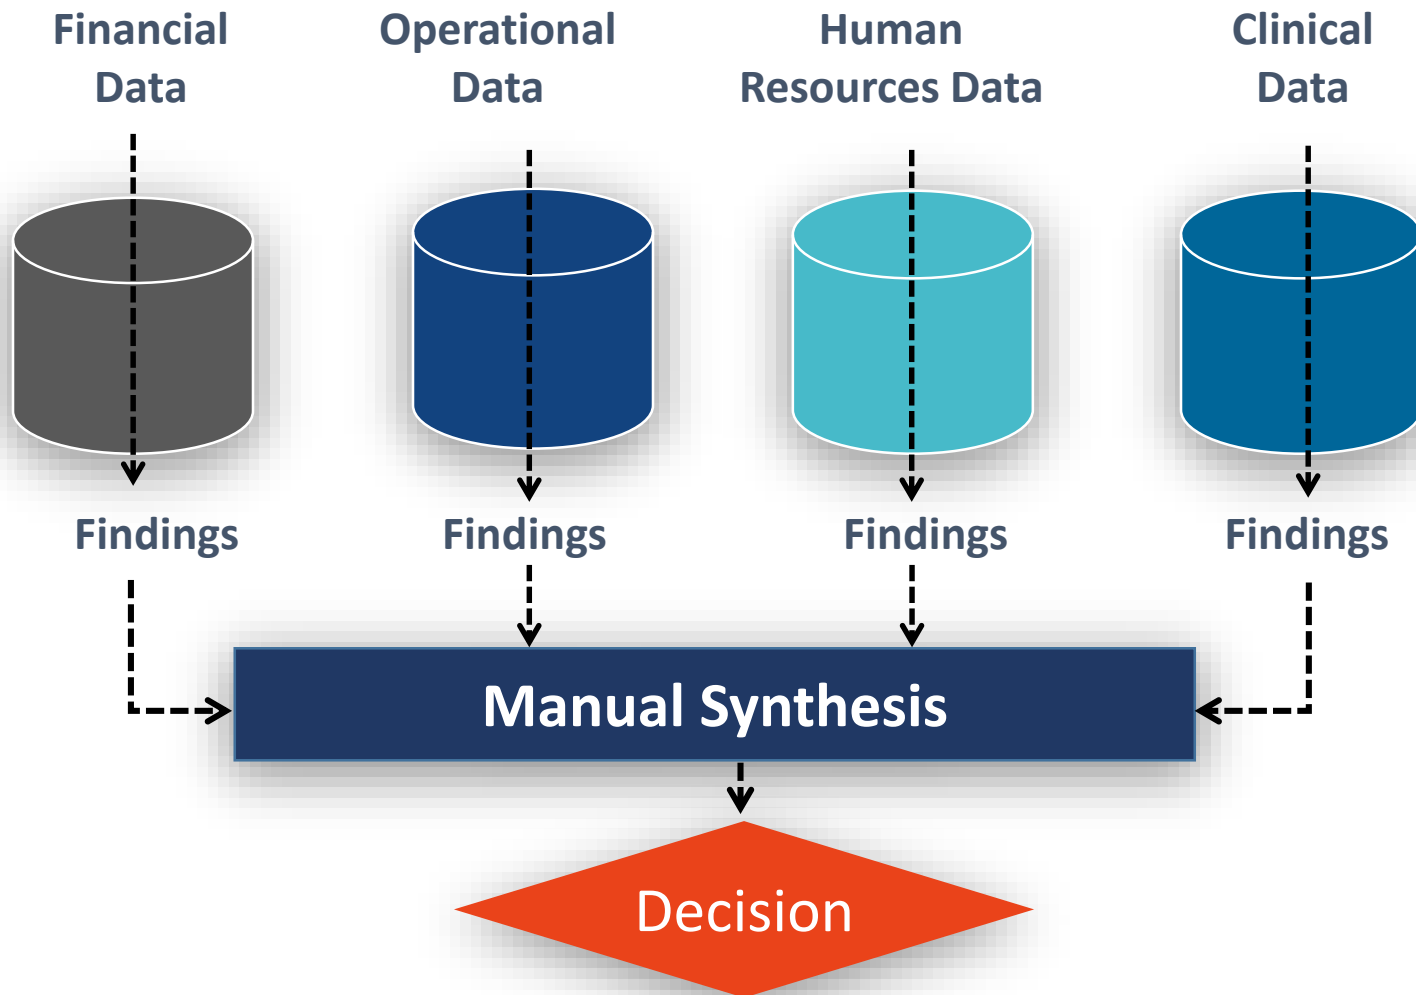 Financial
Data
Operational
Data
Human
Resources Data
Clinical
Data
Findings
Findings
Findings
Findings
Manual Synthesis
Decision